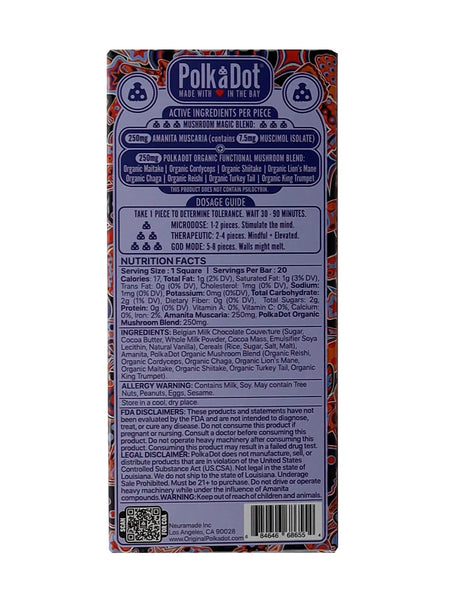 PolkaDot
MADE WITH IN THE BAY
ACTIVE INGREDIENTS PER PIECE
MUSHROOM MAGIC BLEND:
250mg AMANITA MUSCARIA (contains 7.5mg MUSCIMOL ISOLATE)
+
250mg POLKADOT ORGANIC FUNCTIONAL MUSHROOM BLEND:
Organic Maitake | Organic Cordyceps | Organic Shiitake | Organic Lion's Mane
Organic Chaga | Organic Reishi | Organic Turkey Tail | Organic King Trumpet
THIS PRODUCT DOES NOT CONTAIN PSILOCYBIN.
DOSAGE GUIDE
TAKE 1 PIECE TO DETERMINE TOLERANCE. WAIT 30 - 90 MINUTES.
MICRODOSE: 1-2 pieces. Stimulate the mind.
THERAPEUTIC: 2-4 pieces. Mindful + Elevated.
GOD MODE: 5-8 pieces. Walls might melt.
NUTRITION FACTS
Serving Size : 1 Square | Servings Per Bar : 20
Calories: 17, Total Fat: 1g (2% DV), Saturated Fat: 1g (3% DV),
Trans Fat: 0g (0% DV), Cholesterol: 1mg (0% DV), Sodium:
1mg (0% DV), Potassium: 0mg (0%DV), Total Carbohydrate:
2g (1% DV), Dietary Fiber: 0g (0% DV), Total Sugars: 2g,
Protein: 0g (0% DV), Vitamin A: 0%, Vitamin C: 0%, Calcium:
0%, Iron: 2%. Amanita Muscaria: 250mg, PolkaDot Organic
Mushroom Blend: 250mg.
INGREDIENTS: Belgian Milk Chocolate Couverture (Sugar,
Cocoa Butter, Whole Milk Powder, Cocoa Mass, Emulsifier Soya
Lecithin, Natural Vanilla), Cereals (Rice, Sugar, Salt, Malt),
Amanita, PolkaDot Organic Mushroom Blend (Organic Reishi,
Organic Cordyceps, Organic Chaga, Organic Lion's Mane,
Organic Maitake, Organic Shiitake, Organic Turkey Tail, Organic
King Trumpet).
ALLERGY WARNING: Contains Milk, Soy. May contain Tree
Nuts, Peanuts, Eggs, Sesame.
Store in a cool, dry place.
FDA DISCLAIMERS: These products and statements have not
been evaluated by the FDA. Not intended to diagnose,
treat, or cure any disease. Do not consume this product if
pregnant or nursing. Consult a doctor before consuming this
product. Do not operate heavy machinery after consuming this
product. Consuming this product may result in a failed drug test.
LEGAL DISCLAIMER: PolkaDot does not manufacture, sell, or
distribute products that are in violation of the United States
Controlled Substance Act (US.CSA). Not legal in the state of
Louisiana. We do not ship to the state of Louisiana. Underage
Sale Prohibited. Must be 21+ to purchase. Do not drive or operate
heavy machinery while under the influence of Amanita
compounds. WARNING: Keep out of reach of children and animals.
SCAN
FOR COA
Neuramade Inc
Los Angeles, CA 90028
www.OriginalPolkadot.com
6 84646 68655 4